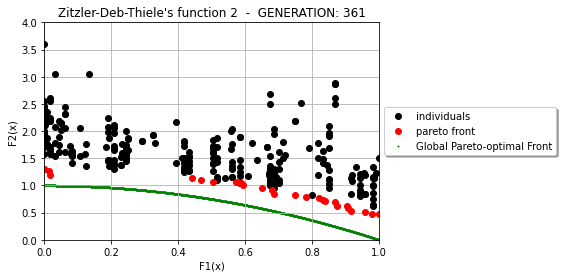 Zitzler-Deb-Thiele's function 2 - GENERATION: 361
4.0
3.5
3.0
2.5
2.0
1.5
1.0
0.5
0.0
F2(x)
0.0 0.2 0.4 0.6 0.8 1.0
F1(x)
individuals
pareto front
Global Pareto-optimal Front